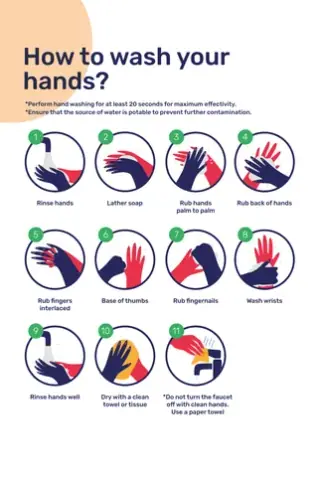 How to wash your
hands?
*Perform hand washing for at least 20 seconds for maximum effectivity.
*Ensure that the source of water is potable to prevent further contamination.
1
2
3
4
Rinse hands
Lather soap
Rub hands
palm to palm
Rub back of hands
5
6
7
8
Rub fingers
interlaced
Base of thumbs
Rub fingernails
Wash wrists
9
10
11
Rinse hands well
Dry with a clean
towel or tissue
*Do not turn the faucet
off with clean hands.
Use a paper towel